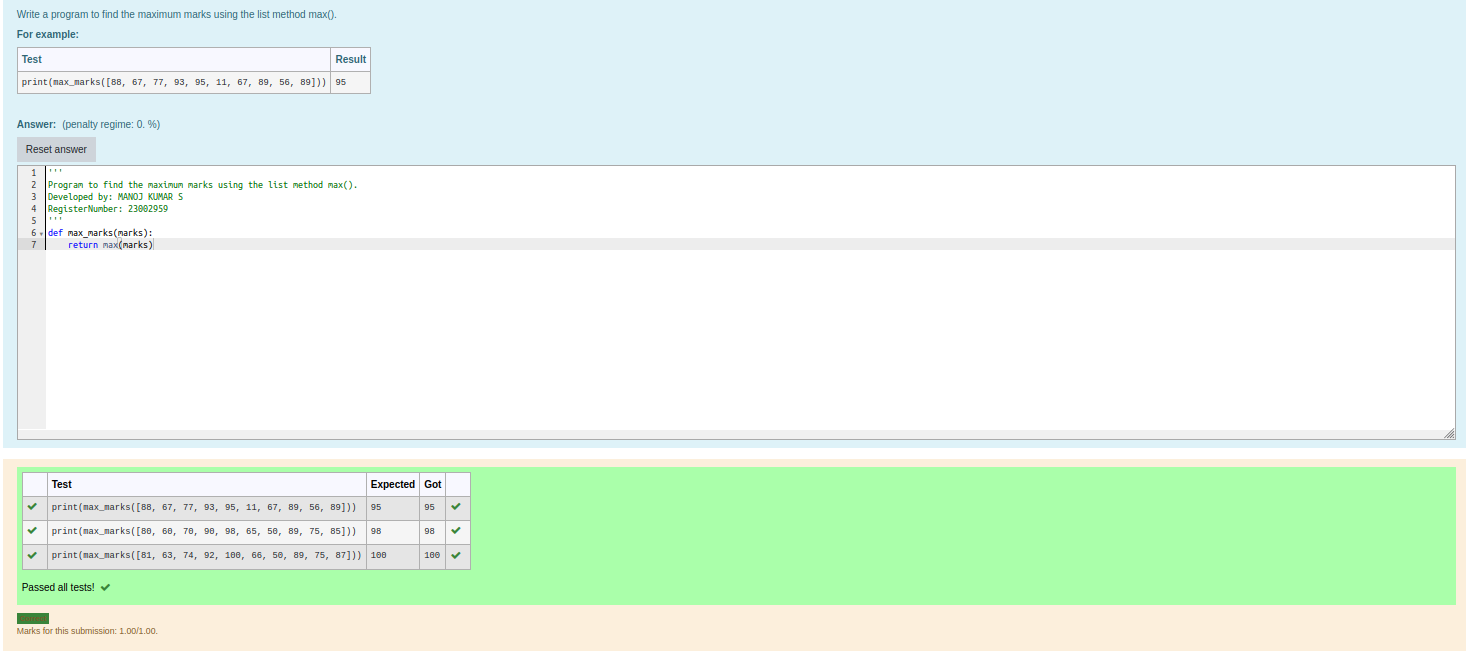 Write a program to find the maximum marks using the list method max().
For example:
Test Result
print(max_marks([88, 67, 77, 93, 95, 11, 67, 89, 56, 89])) 95
Answer: (penalty regime: 0. %)
Reset answer
1 '''
2 Program to find the maximum marks using the list method max().
3 Developed by: MANOJ KUMAR S
4 RegisterNumber: 23002959
5 '''
6 def max_marks(marks):
7 return max(marks)
Test Expected Got
print(max_marks([88, 67, 77, 93, 95, 11, 67, 89, 56, 89])) 95 95
print(max_marks([80, 60, 70, 90, 98, 65, 50, 89, 75, 85])) 98 98
print(max_marks([81, 63, 74, 92, 100, 66, 50, 89, 75, 87])) 100 100
Passed all tests!
Marks for this submission: 1.00/1.00.